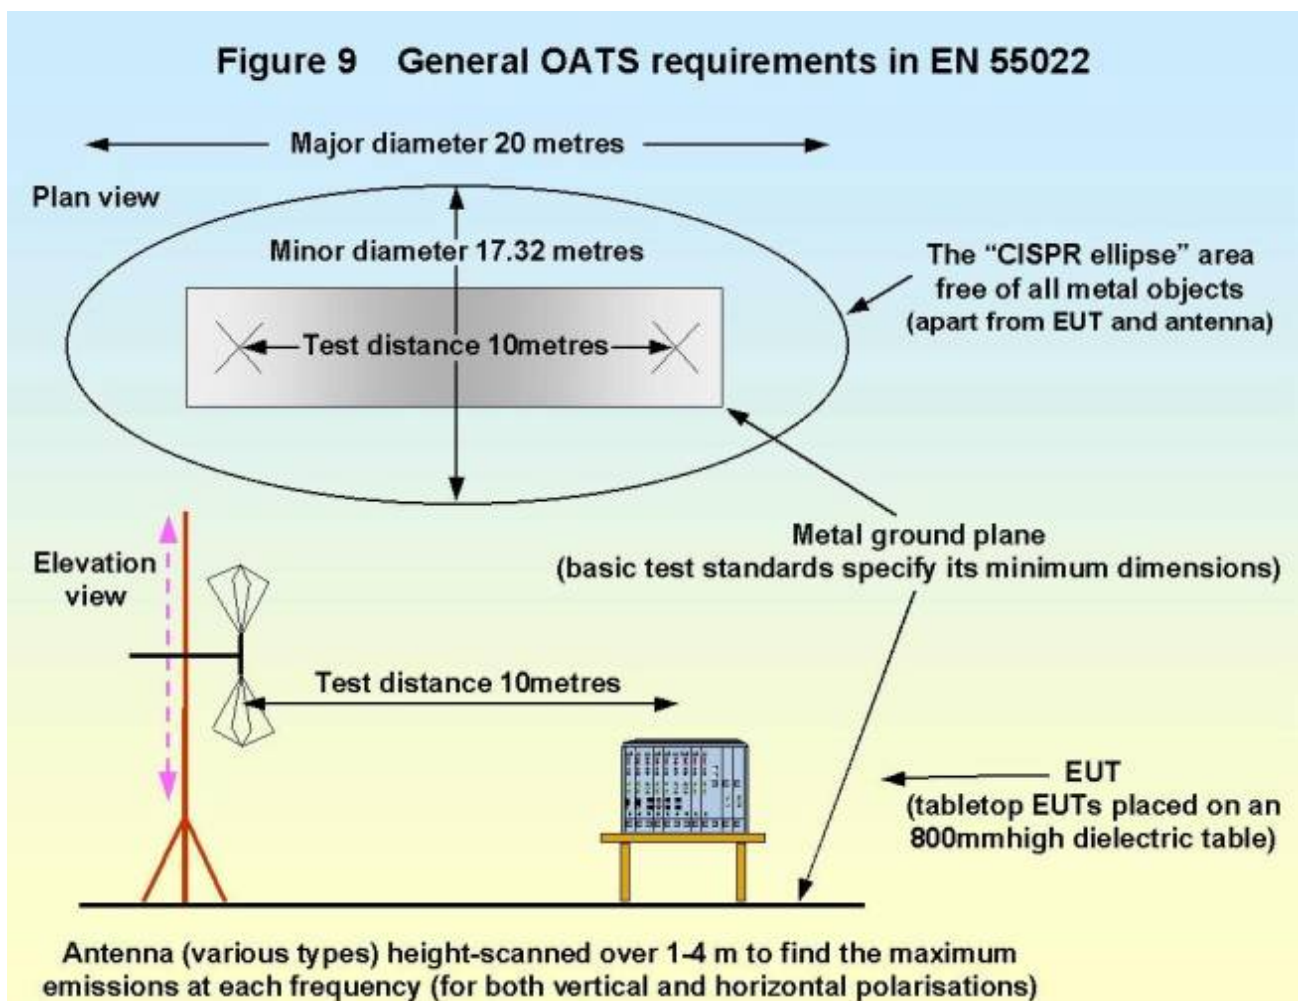 Figure 9 General OATS requirements in EN 55022
Major diameter 20 metres
Plan view
Minor diameter 17.32 metres
The “CISPR ellipse” area
free of all metal objects
(apart from EUT and antenna)
Test distance 10metres
Metal ground plane
(basic test standards specify its minimum dimensions)
Elevation
view
Test distance 10metres
EUT
(tabletop EUTs placed on an
800mmhigh dielectric table)
Antenna (various types) height-scanned over 1-4 m to find the maximum
emissions at each frequency (for both vertical and horizontal polarisations)